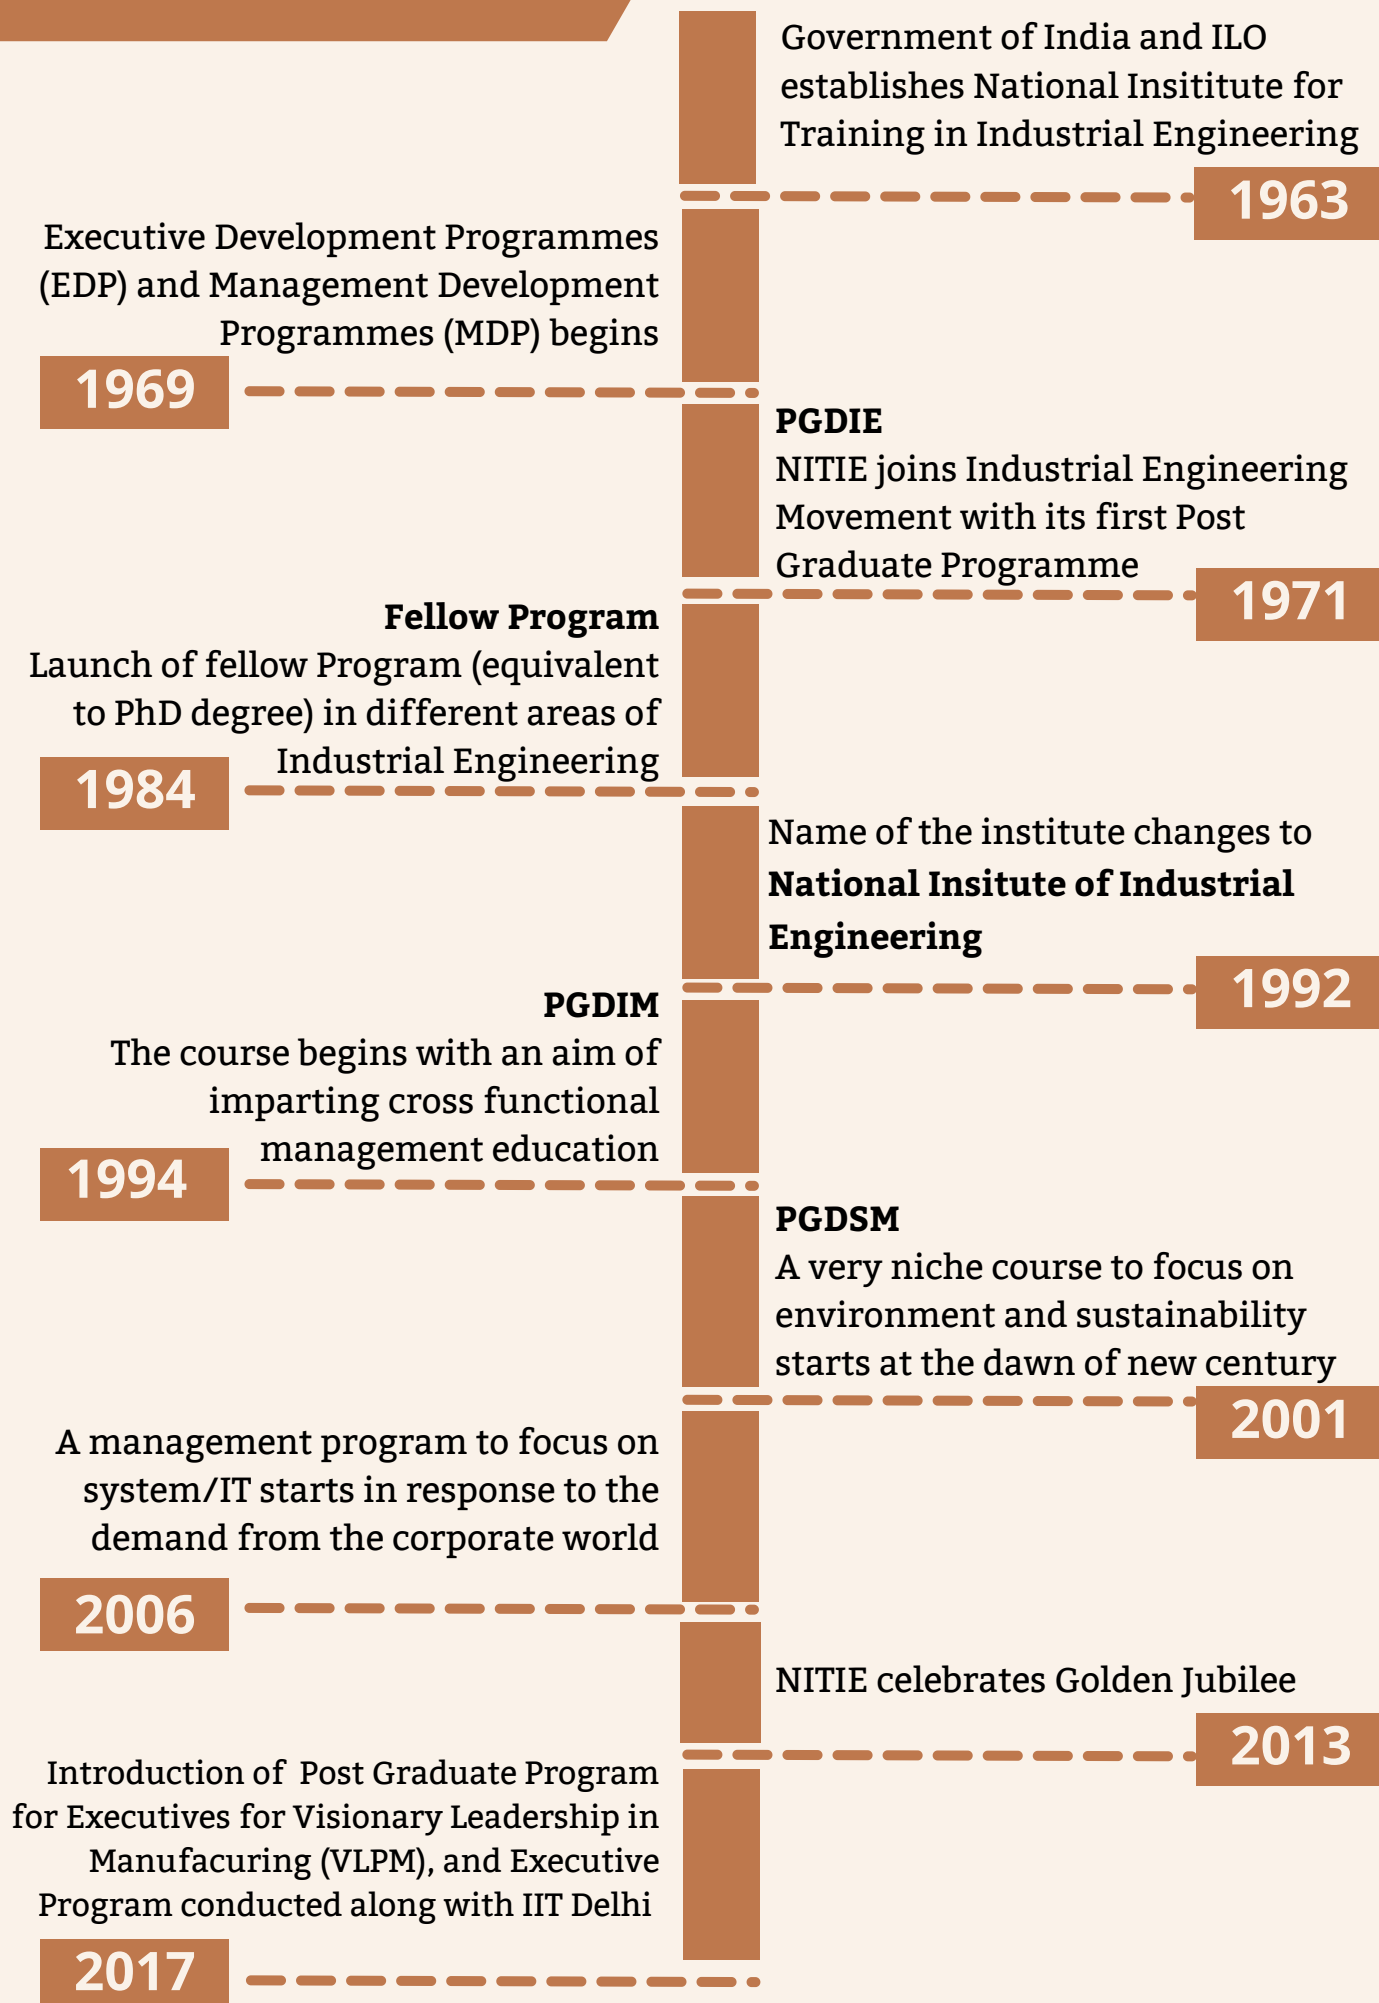 Government of India and ILO
establishes National Insititute for
Training in Industrial Engineering
1963
Executive Development Programmes
(EDP) and Management Development
Programmes (MDP) begins
1969
PGDIE
NITIE joins Industrial Engineering
Movement with its first Post
Graduate Programme
1971
Fellow Program
Launch of fellow Program (equivalent
to PhD degree) in different areas of
Industrial Engineering
1984
Name of the institute changes to
National Insitute of Industrial
Engineering
1992
PGDIM
The course begins with an aim of
imparting cross functional
management education
1994
PGDSM
A very niche course to focus on
environment and sustainability
starts at the dawn of new century
2001
A management program to focus on
system/IT starts in response to the
demand from the corporate world
2006
NITIE celebrates Golden Jubilee
2013
Introduction of Post Graduate Program
for Executives for Visionary Leadership in
Manufacuring (VLPM), and Executive
Program conducted along with IIT Delhi
2017